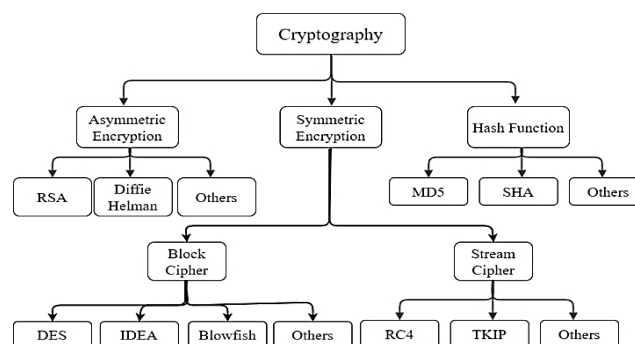 Cryptography
Asymmetric
Encryption
Symmetric
Encryption
Hash Function
RSA
Diffie
Helman
Others
MD5
SHA
Others
Block
Cipher
Stream
Cipher
DES
IDEA
Blowfish
Others
RC4
TKIP
Others